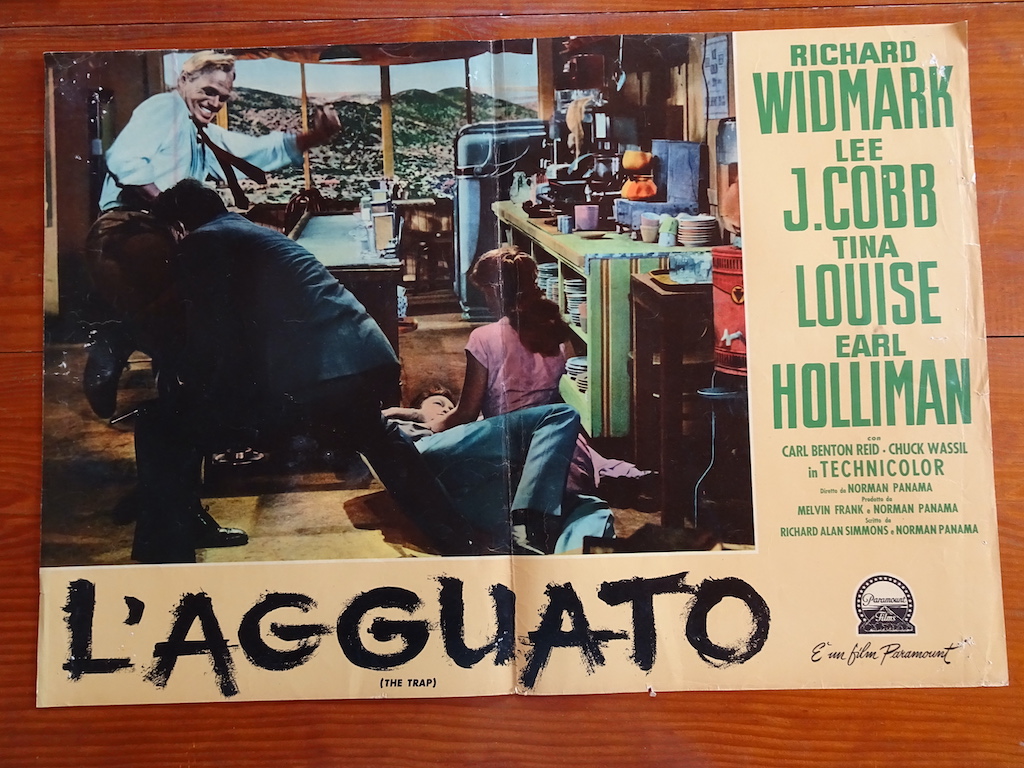 RICHARD
WIDMARK
LEE
J. COBB
TINA
LOUISE
EARL
HOLLIMAN
con
CARL BENTON REID - CHUCK WASSIL
in TECHNICOLOR
Diretto da NORMAN PANAMA
Prodotto da
MELVIN FRANK e NORMAN PANAMA
Scritto da
RICHARD ALAN SIMMONS e NORMAN PANAMA
L'AGGUATO
(THE TRAP)
Paramount
Films
E' un film Paramount